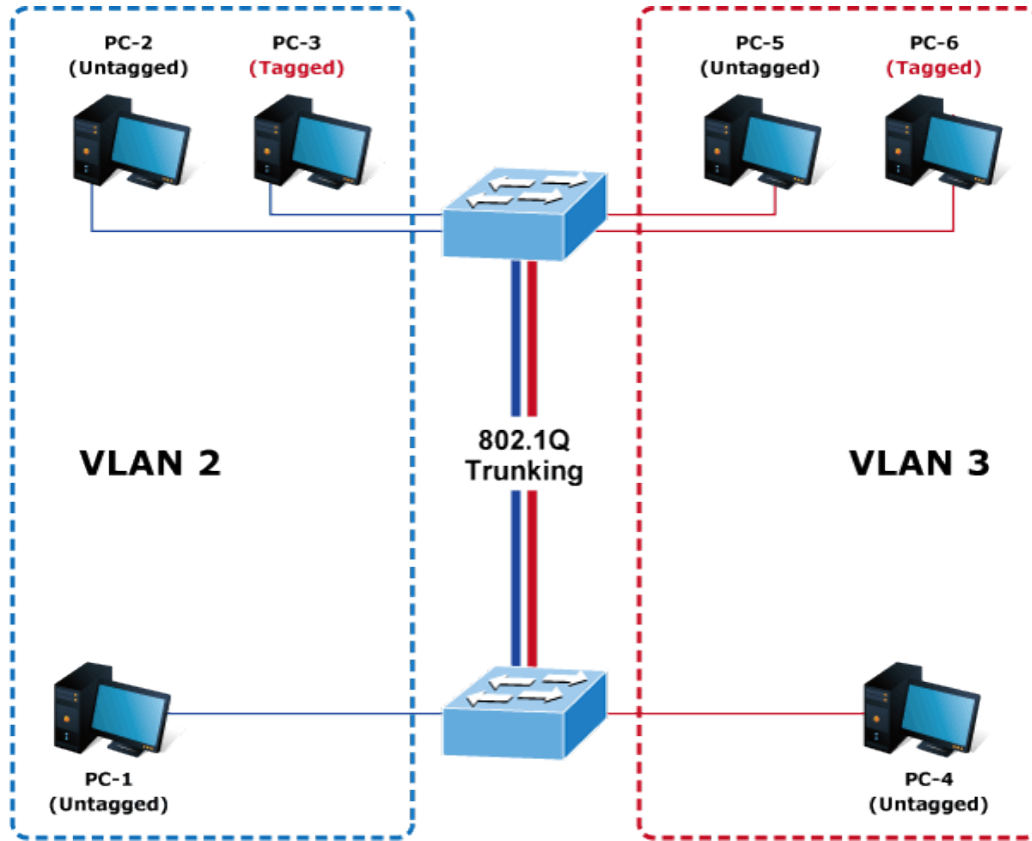 PC-2
(Untagged)
PC-3
(Tagged)
PC-5
(Untagged)
PC-6
(Tagged)
802.1Q
Trunking
VLAN 2
VLAN 3
PC-1
(Untagged)
PC-4
(Untagged)